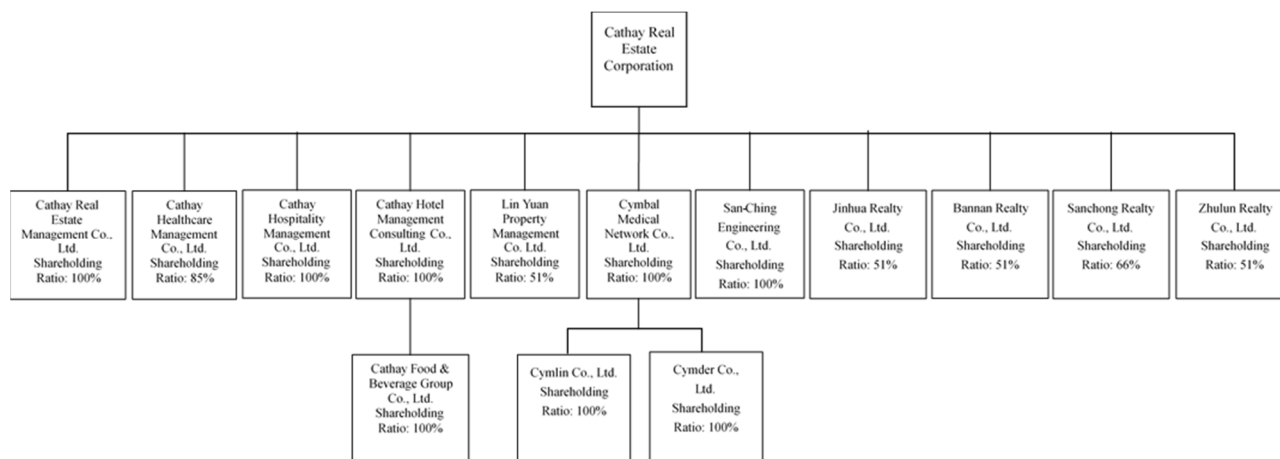 Cathay Real
Estate
Corporation
Cathay Real
Estate
Management Co.,
Ltd.
Shareholding
Ratio: 100%
Cathay
Healthcare
Management
Co., Ltd.
Shareholding
Ratio: 85%
Cathay
Hospitality
Management
Co., Ltd.
Shareholding
Ratio: 100%
Cathay Hotel
Management
Consulting Co.,
Ltd.
Shareholding
Ratio: 100%
Lin Yuan
Property
Management
Co. Ltd.
Shareholding
Ratio: 51%
Cymbal
Medical
Network Co.,
Ltd.
Shareholding
Ratio: 100%
San-Ching
Engineering
Co., Ltd.
Shareholding
Ratio: 100%
Jinhua Realty
Co., Ltd.
Shareholding
Ratio: 51%
Bannan Realty
Co., Ltd.
Shareholding
Ratio: 51%
Sanchong Realty
Co., Ltd.
Shareholding
Ratio: 66%
Zhulun Realty
Co., Ltd.
Shareholding
Ratio: 51%
Cathay Food &
Beverage Group
Co., Ltd.
Shareholding
Ratio: 100%
Cymlin Co., Ltd.
Shareholding
Ratio: 100%
Cymder Co.,
Ltd.
Shareholding
Ratio: 100%